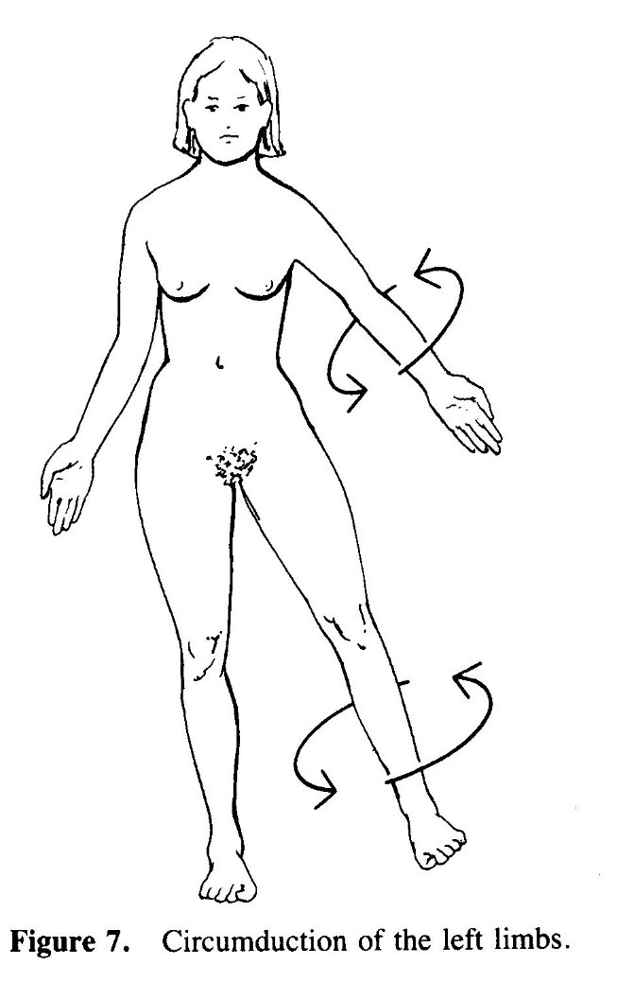 Figure 7. Circumduction of the left limbs.